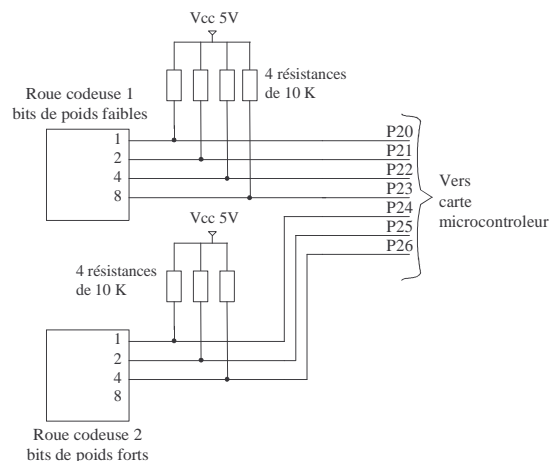 Vcc 5V
4 résistances
de 10 K
Roue codeuse 1
bits de poids faibles
1
2
4
8
P20
P21
P22
P23
P24
P25
P26
Vers
carte
microcontroleur
Vcc 5V
4 résistances
de 10 K
1
2
4
8
Roue codeuse 2
bits de poids forts